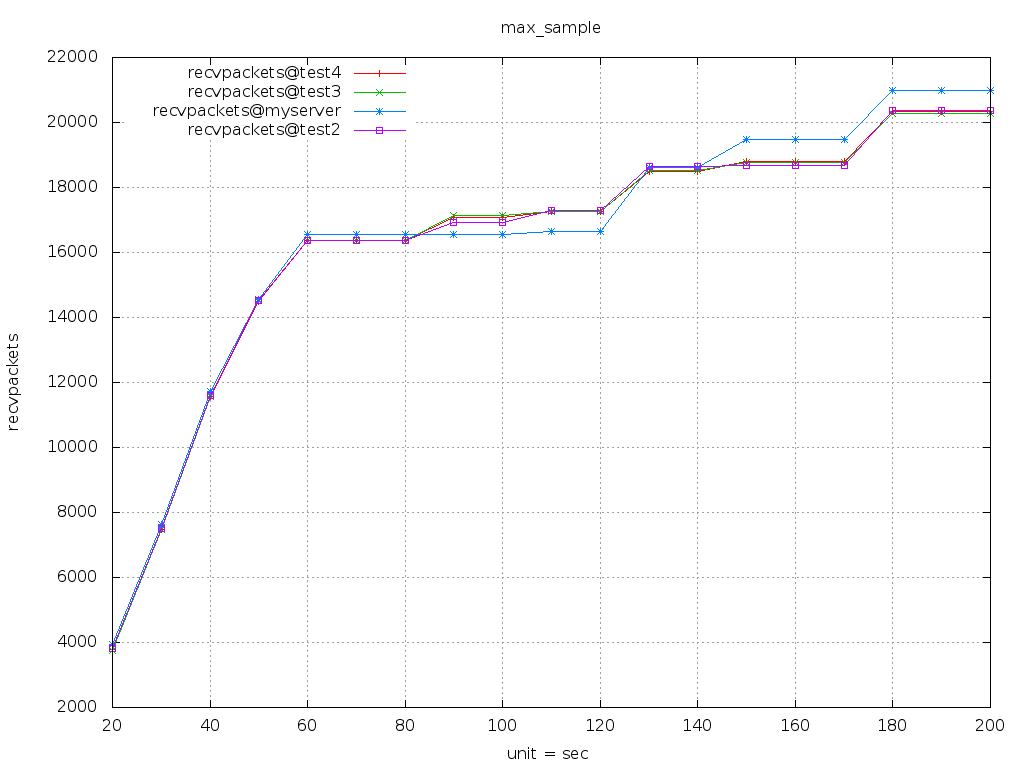 max_sample
22000
20000
18000
16000
14000
12000
10000
8000
6000
4000
2000
recvpackets
recvpackets@test4
recvpackets@test3
recvpackets@myserver
recvpackets@test2
20 40 60 80 100 120 140 160 180 200
unit = sec